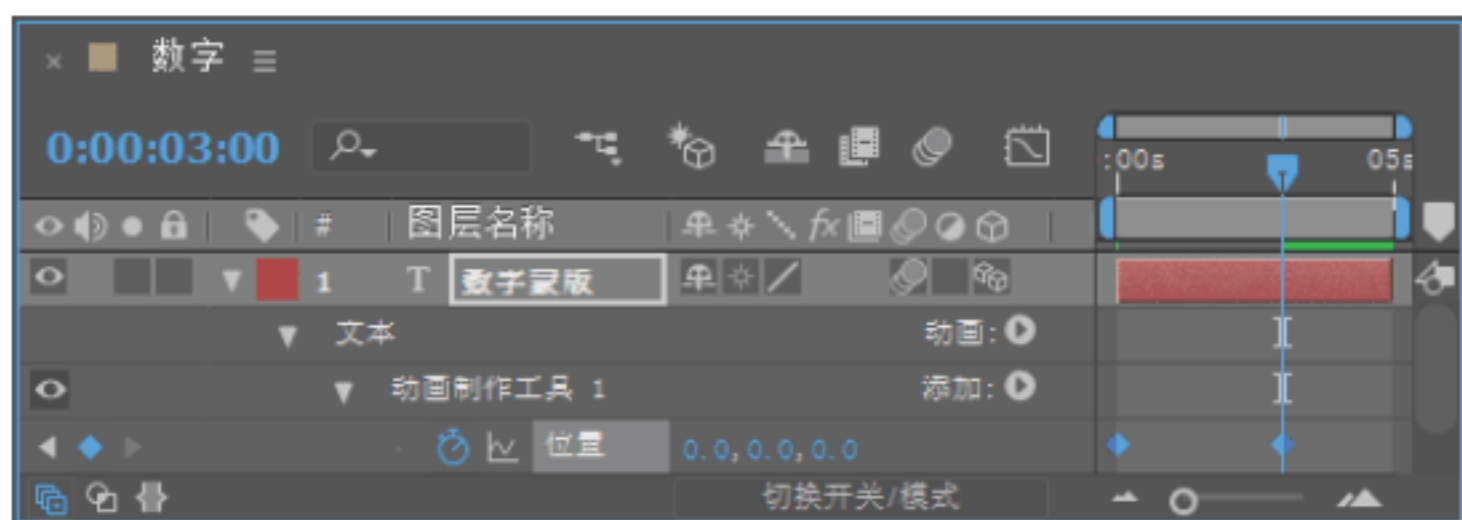 数字
0:00:03:00
:00s 05s
# 图层名称 fx
1 T 数字蒙版
文本 动画:
动画制作工具 1 添加:
位置 0.0,0.0,0.0
切换开关/模式